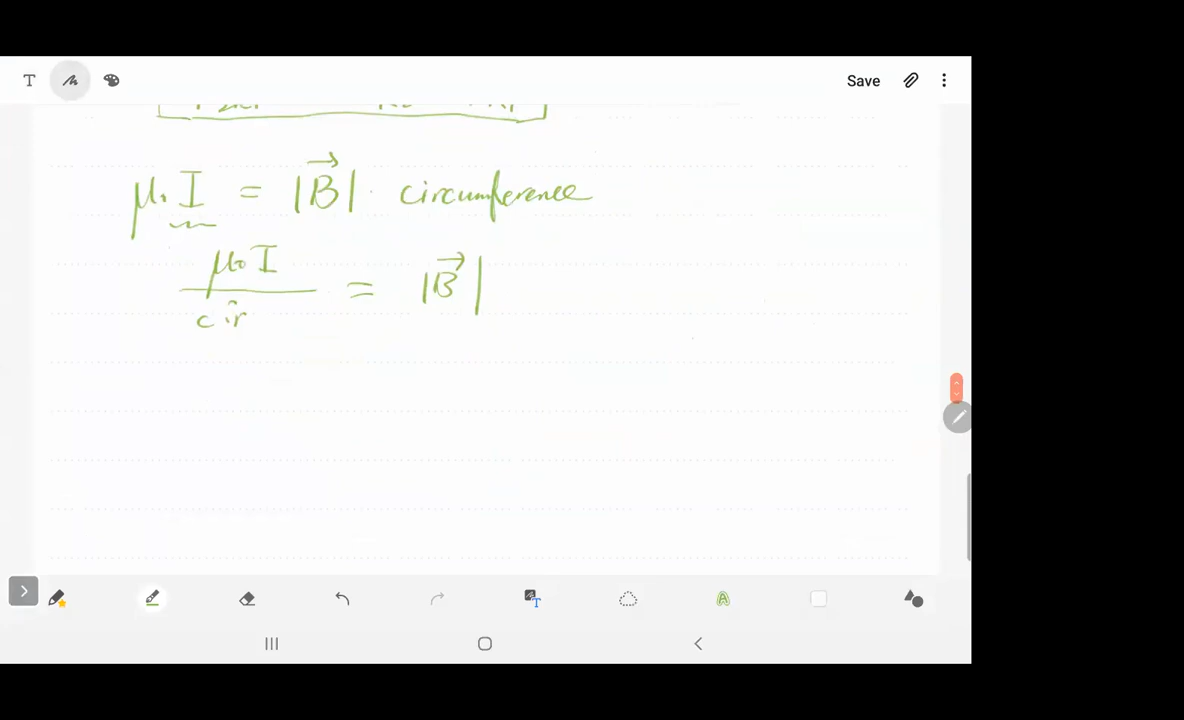 T Save
μ₀ I = |B⃗| · circumference
μ₀ I / cir = |B⃗|